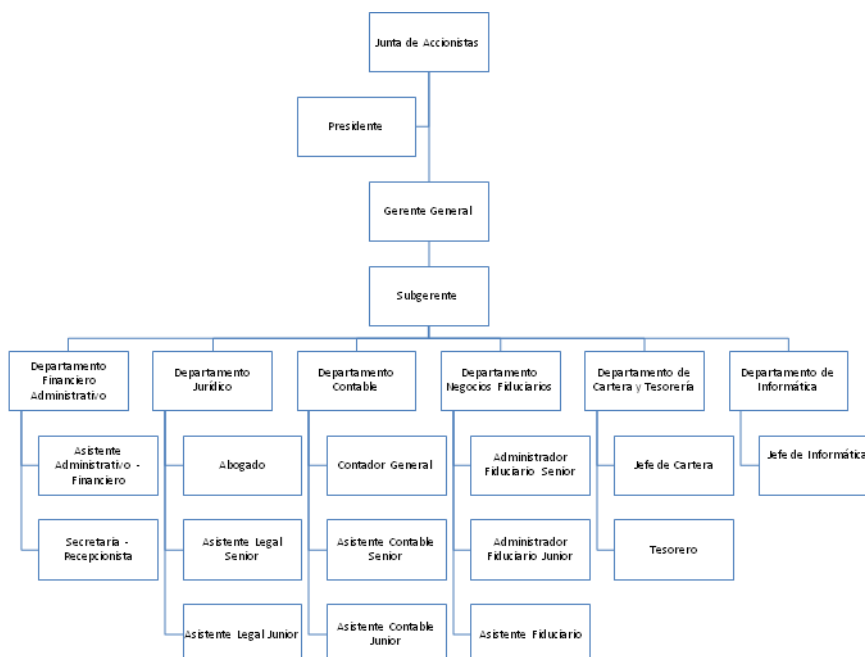 Junta de Accionistas
Presidente
Gerente General
Subgerente
Departamento
Financiero
Administrativo
Departamento
Jurídico
Departamento
Contable
Departamento
Negocios Fiduciarios
Departamento de
Cartera y Tesorería
Departamento de
Informática
Asistente
Administrativo -
Financiero
Abogado
Contador General
Administrador
Fiduciario Senior
Jefe de Cartera
Jefe de Informática
Secretaria -
Recepcionista
Asistente Legal
Senior
Asistente Contable
Senior
Administrador
Fiduciario Junior
Tesorero
Asistente Legal Junior
Asistente Contable
Junior
Asistente Fiduciario